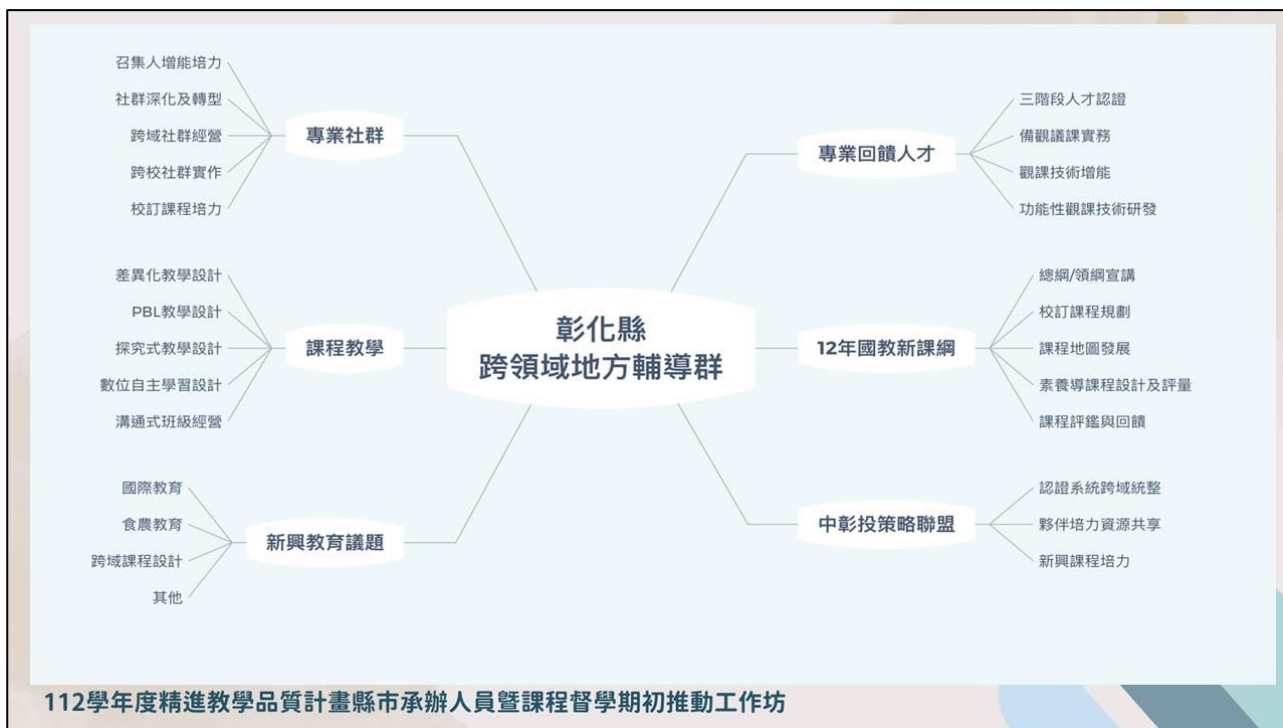 召集人增能培力
社群深化及轉型
跨域社群經營
跨校社群實作
校訂課程培力
專業社群
差異化教學設計
PBL教學設計
探究式教學設計
數位自主學習設計
溝通式班級經營
課程教學
國際教育
食農教育
跨域課程設計
其他
新興教育議題
彰化縣
跨領域地方輔導群
專業回饋人才
三階段人才認證
備觀議課實務
觀課技術增能
功能性觀課技術研發
12年國教新課綱
總綱/領綱宣講
校訂課程規劃
課程地圖發展
素養導課程設計及評量
課程評鑑與回饋
中彰投策略聯盟
認證系統跨域統整
夥伴培力資源共享
新興課程培力
112學年度精進教學品質計畫縣市承辦人員暨課程督學期初推動工作坊